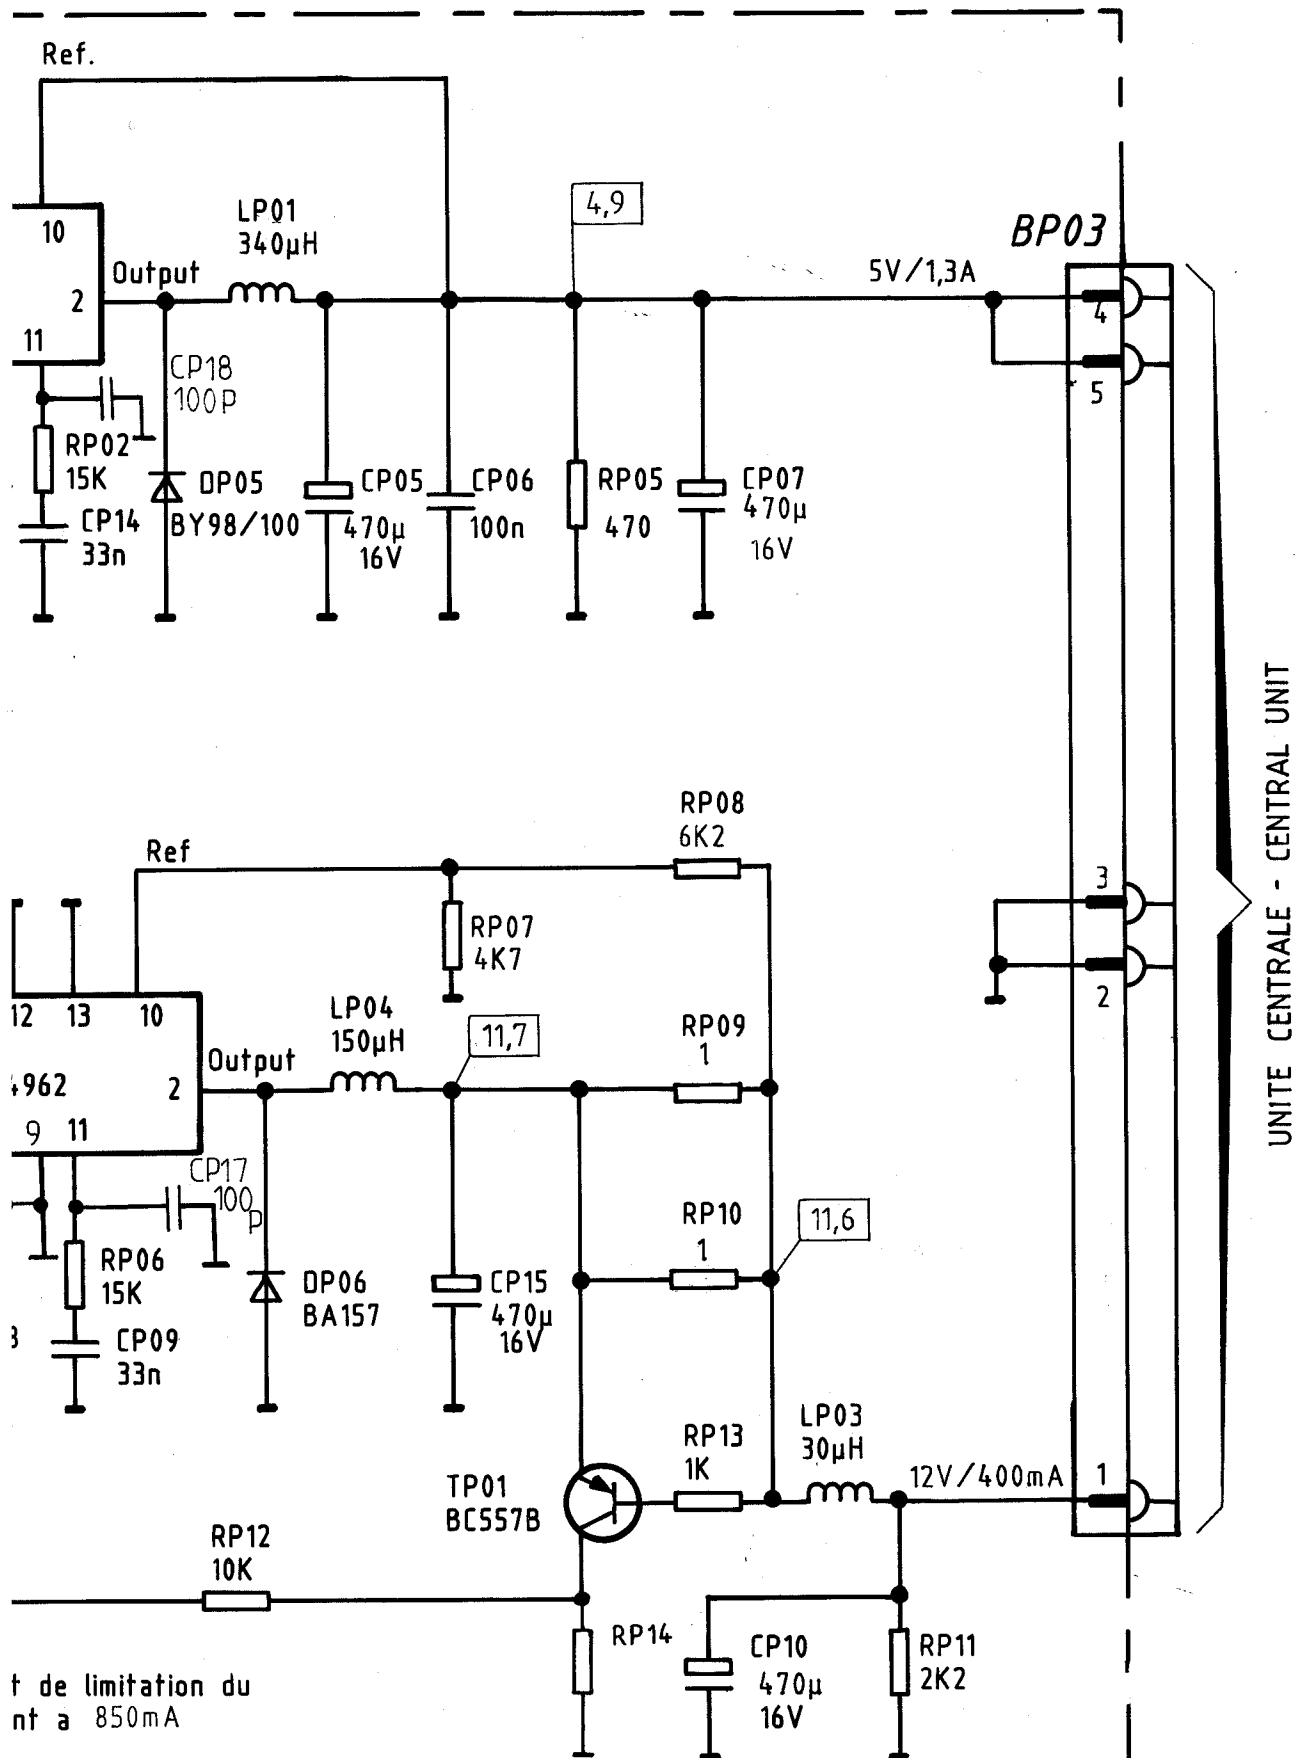 Ref.
10
LP01
340µH
4,9
BP03
Output
5V/1,3A
2
4
11
5
CP18
100P
RP02
15K
DP05
BY98/100
CP05
470µ
16V
CP06
100n
RP05
470
CP07
470µ
16V
CP14
33n
UNITE CENTRALE - CENTRAL UNIT
RP08
6K2
Ref
3
RP07
4K7
2
12
13
10
LP04
150µH
11,7
RP09
1
Output
4962
2
9
11
CP17
100
p
RP10
1
11,6
RP06
15K
DP06
BA157
CP15
470µ
16V
3
CP09
33n
LP03
30µH
RP13
1K
12V/400mA
1
TP01
BC557B
RP12
10K
RP14
CP10
470µ
16V
RP11
2K2
t de limitation du
nt a 850mA